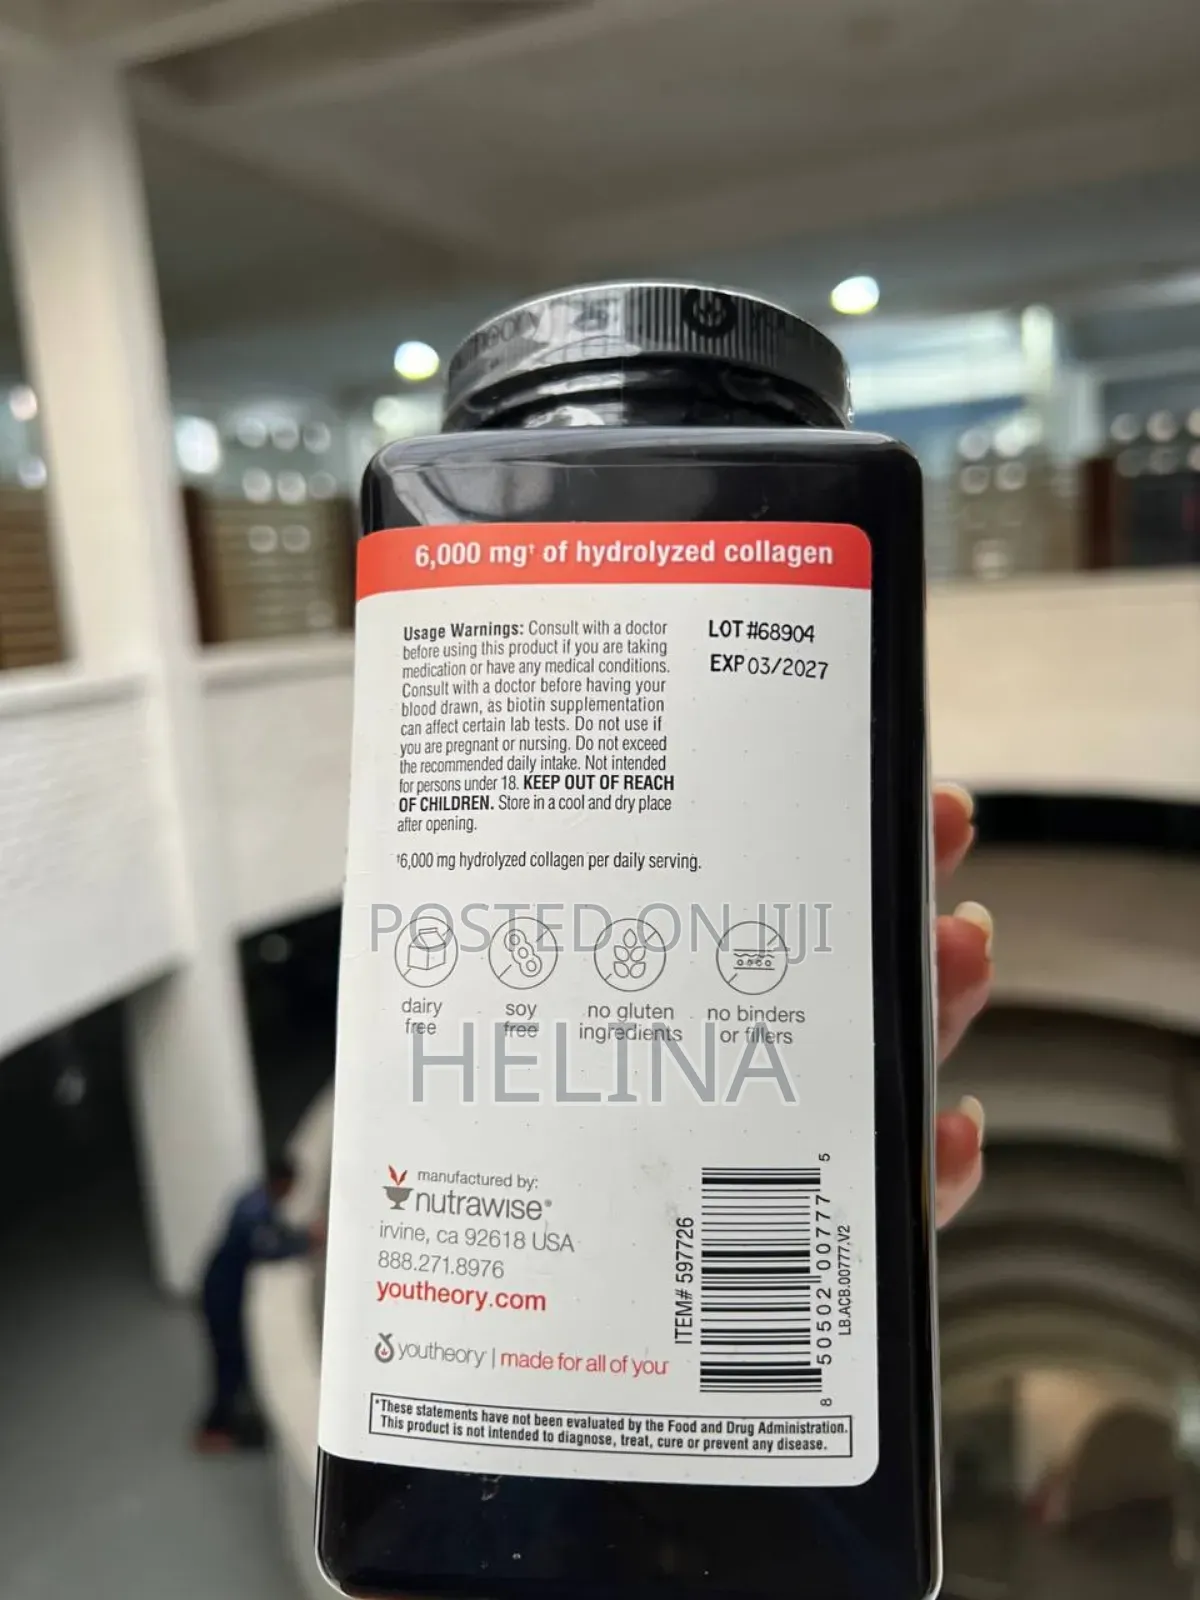 6,000 mg† of hydrolyzed collagen
Usage Warnings: Consult with a doctor
before using this product if you are taking
medication or have any medical conditions.
Consult with a doctor before having your
blood drawn, as biotin supplementation
can affect certain lab tests. Do not use if
you are pregnant or nursing. Do not exceed
the recommended daily intake. Not intended
for persons under 18. KEEP OUT OF REACH
OF CHILDREN. Store in a cool and dry place
after opening.
LOT #68904
EXP 03/2027
†6,000 mg hydrolyzed collagen per daily serving.
POSTED ON JIJI
dairy
free
soy
free
no gluten
ingredients
no binders
or fillers
HELINA
manufactured by:
nutrawise®
irvine, ca 92618 USA
888.271.8976
youtheory.com
youtheory | made for all of you
ITEM# 597726
8 50502 00777 5
LB.ACB.00777.V2
*These statements have not been evaluated by the Food and Drug Administration.
This product is not intended to diagnose, treat, cure or prevent any disease.